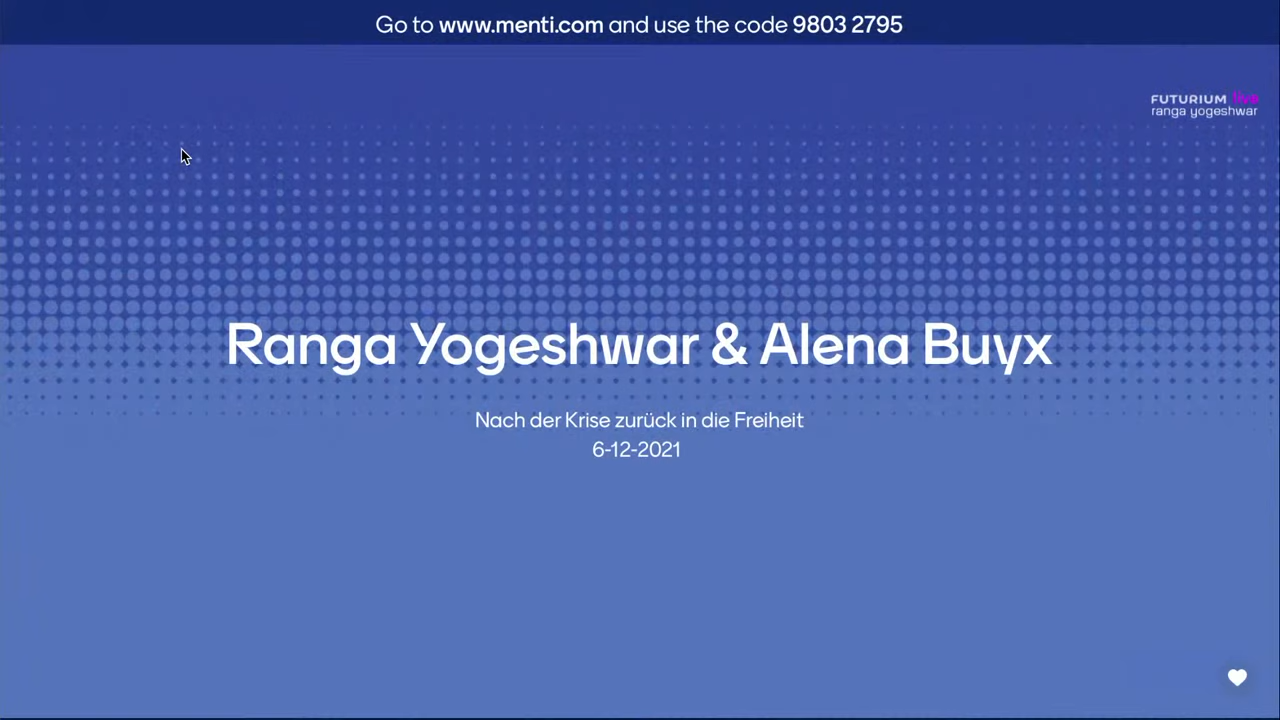 Go to www.menti.com and use the code 9803 2795
FUTURIUM live
ranga yogeshwar
Ranga Yogeshwar & Alena Buyx
Nach der Krise zurück in die Freiheit
6-12-2021